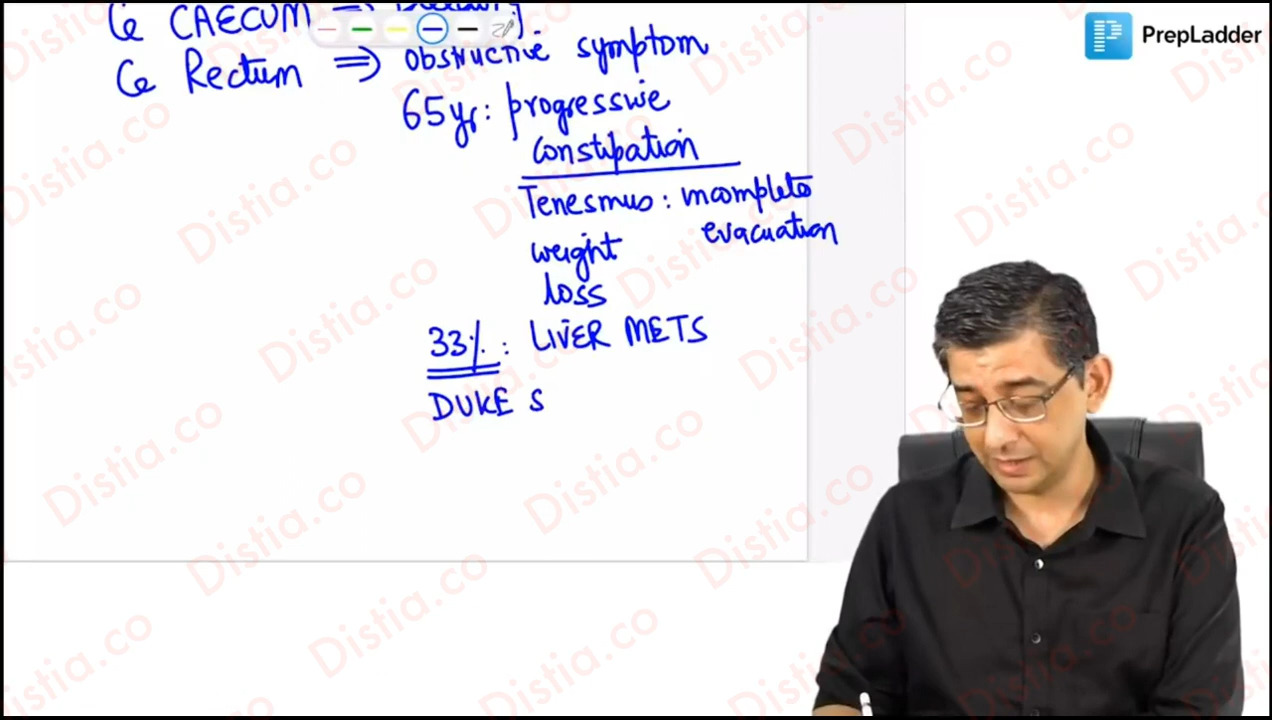 Ca CAECUM ⇒
PrepLadder
Ca Rectum ⇒ obstructive symptom
65yr: progressive
constipation
Tenesmus: incomplete
evacuation
weight
loss
33%: LIVER METS
DUKE S
Distia.co